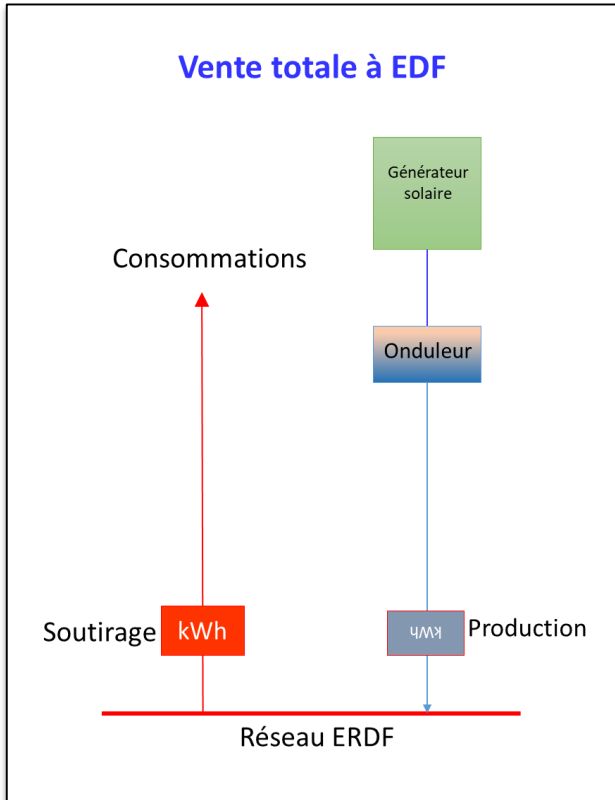 Vente totale à EDF
Générateur
solaire
Consommations
Onduleur
Soutirage
kWh
kWh
Production
Réseau ERDF